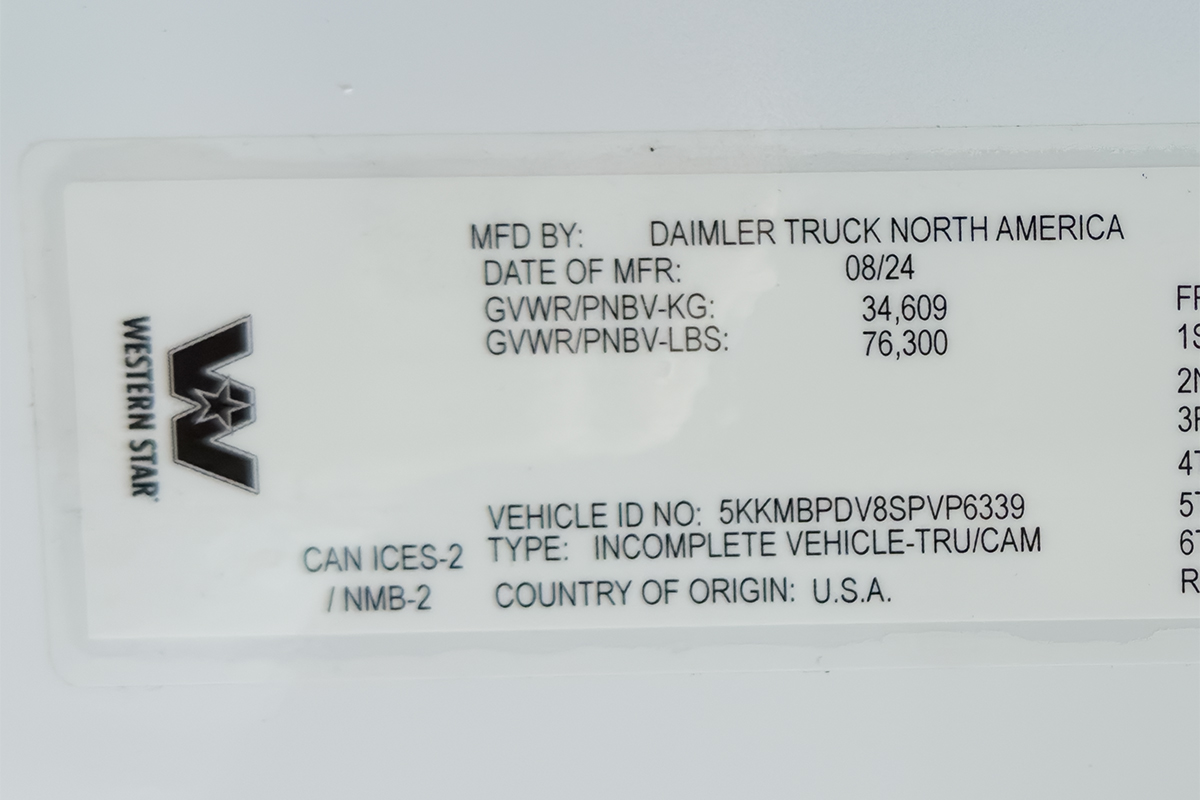 MFD BY: DAIMLER TRUCK NORTH AMERICA
DATE OF MFR: 08/24
GVWR/PNBV-KG: 34,609
GVWR/PNBV-LBS: 76,300
WESTERN STAR
VEHICLE ID NO: 5KKMBPDV8SPVP6339
TYPE: INCOMPLETE VEHICLE-TRU/CAM
COUNTRY OF ORIGIN: U.S.A.
CAN ICES-2
/ NMB-2